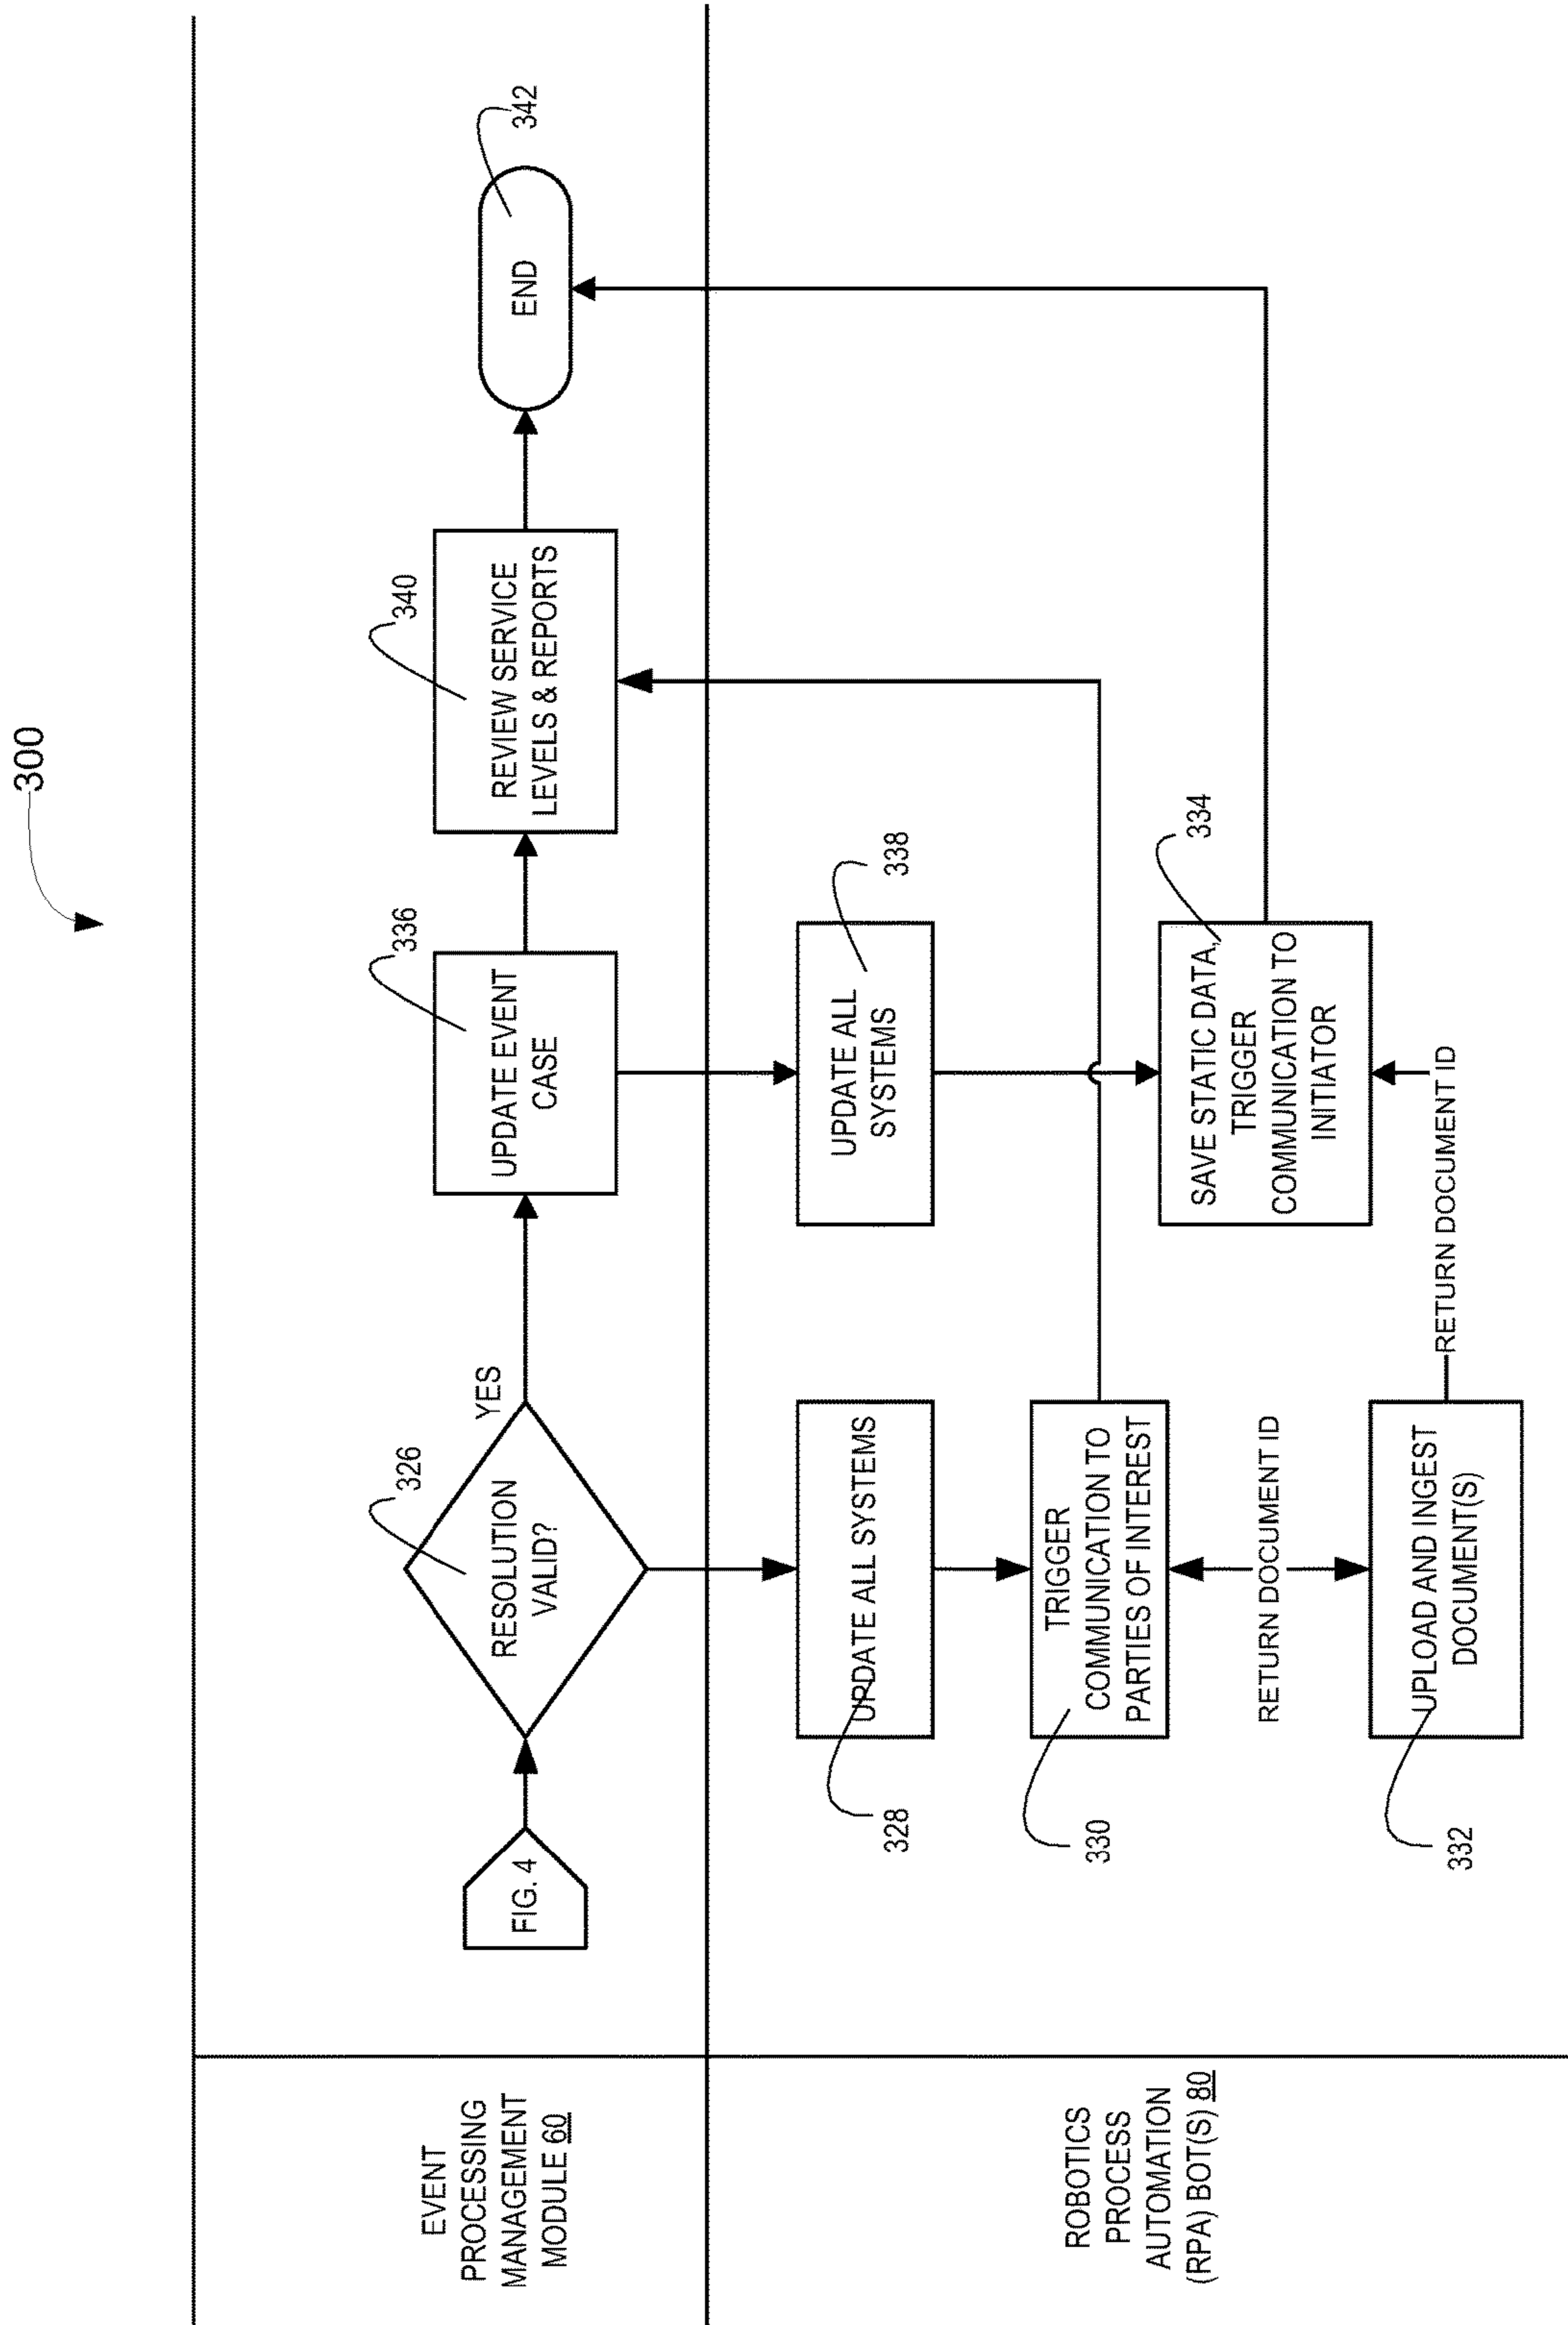 300
EVENT
PROCESSING
MANAGEMENT
MODULE 60
FIG. 4
RESOLUTION
VALID?
326
YES
UPDATE EVENT
CASE
336
REVIEW SERVICE
LEVELS & REPORTS
340
END
342
ROBOTICS
PROCESS
AUTOMATION
(RPA) BOT(S) 80
UPDATE ALL SYSTEMS
328
UPDATE ALL
SYSTEMS
338
TRIGGER
COMMUNICATION TO
PARTIES OF INTEREST
330
SAVE STATIC DATA,
TRIGGER
COMMUNICATION TO
INITIATOR
334
RETURN DOCUMENT ID
RETURN DOCUMENT ID
UPLOAD AND INGEST
DOCUMENT(S)
332